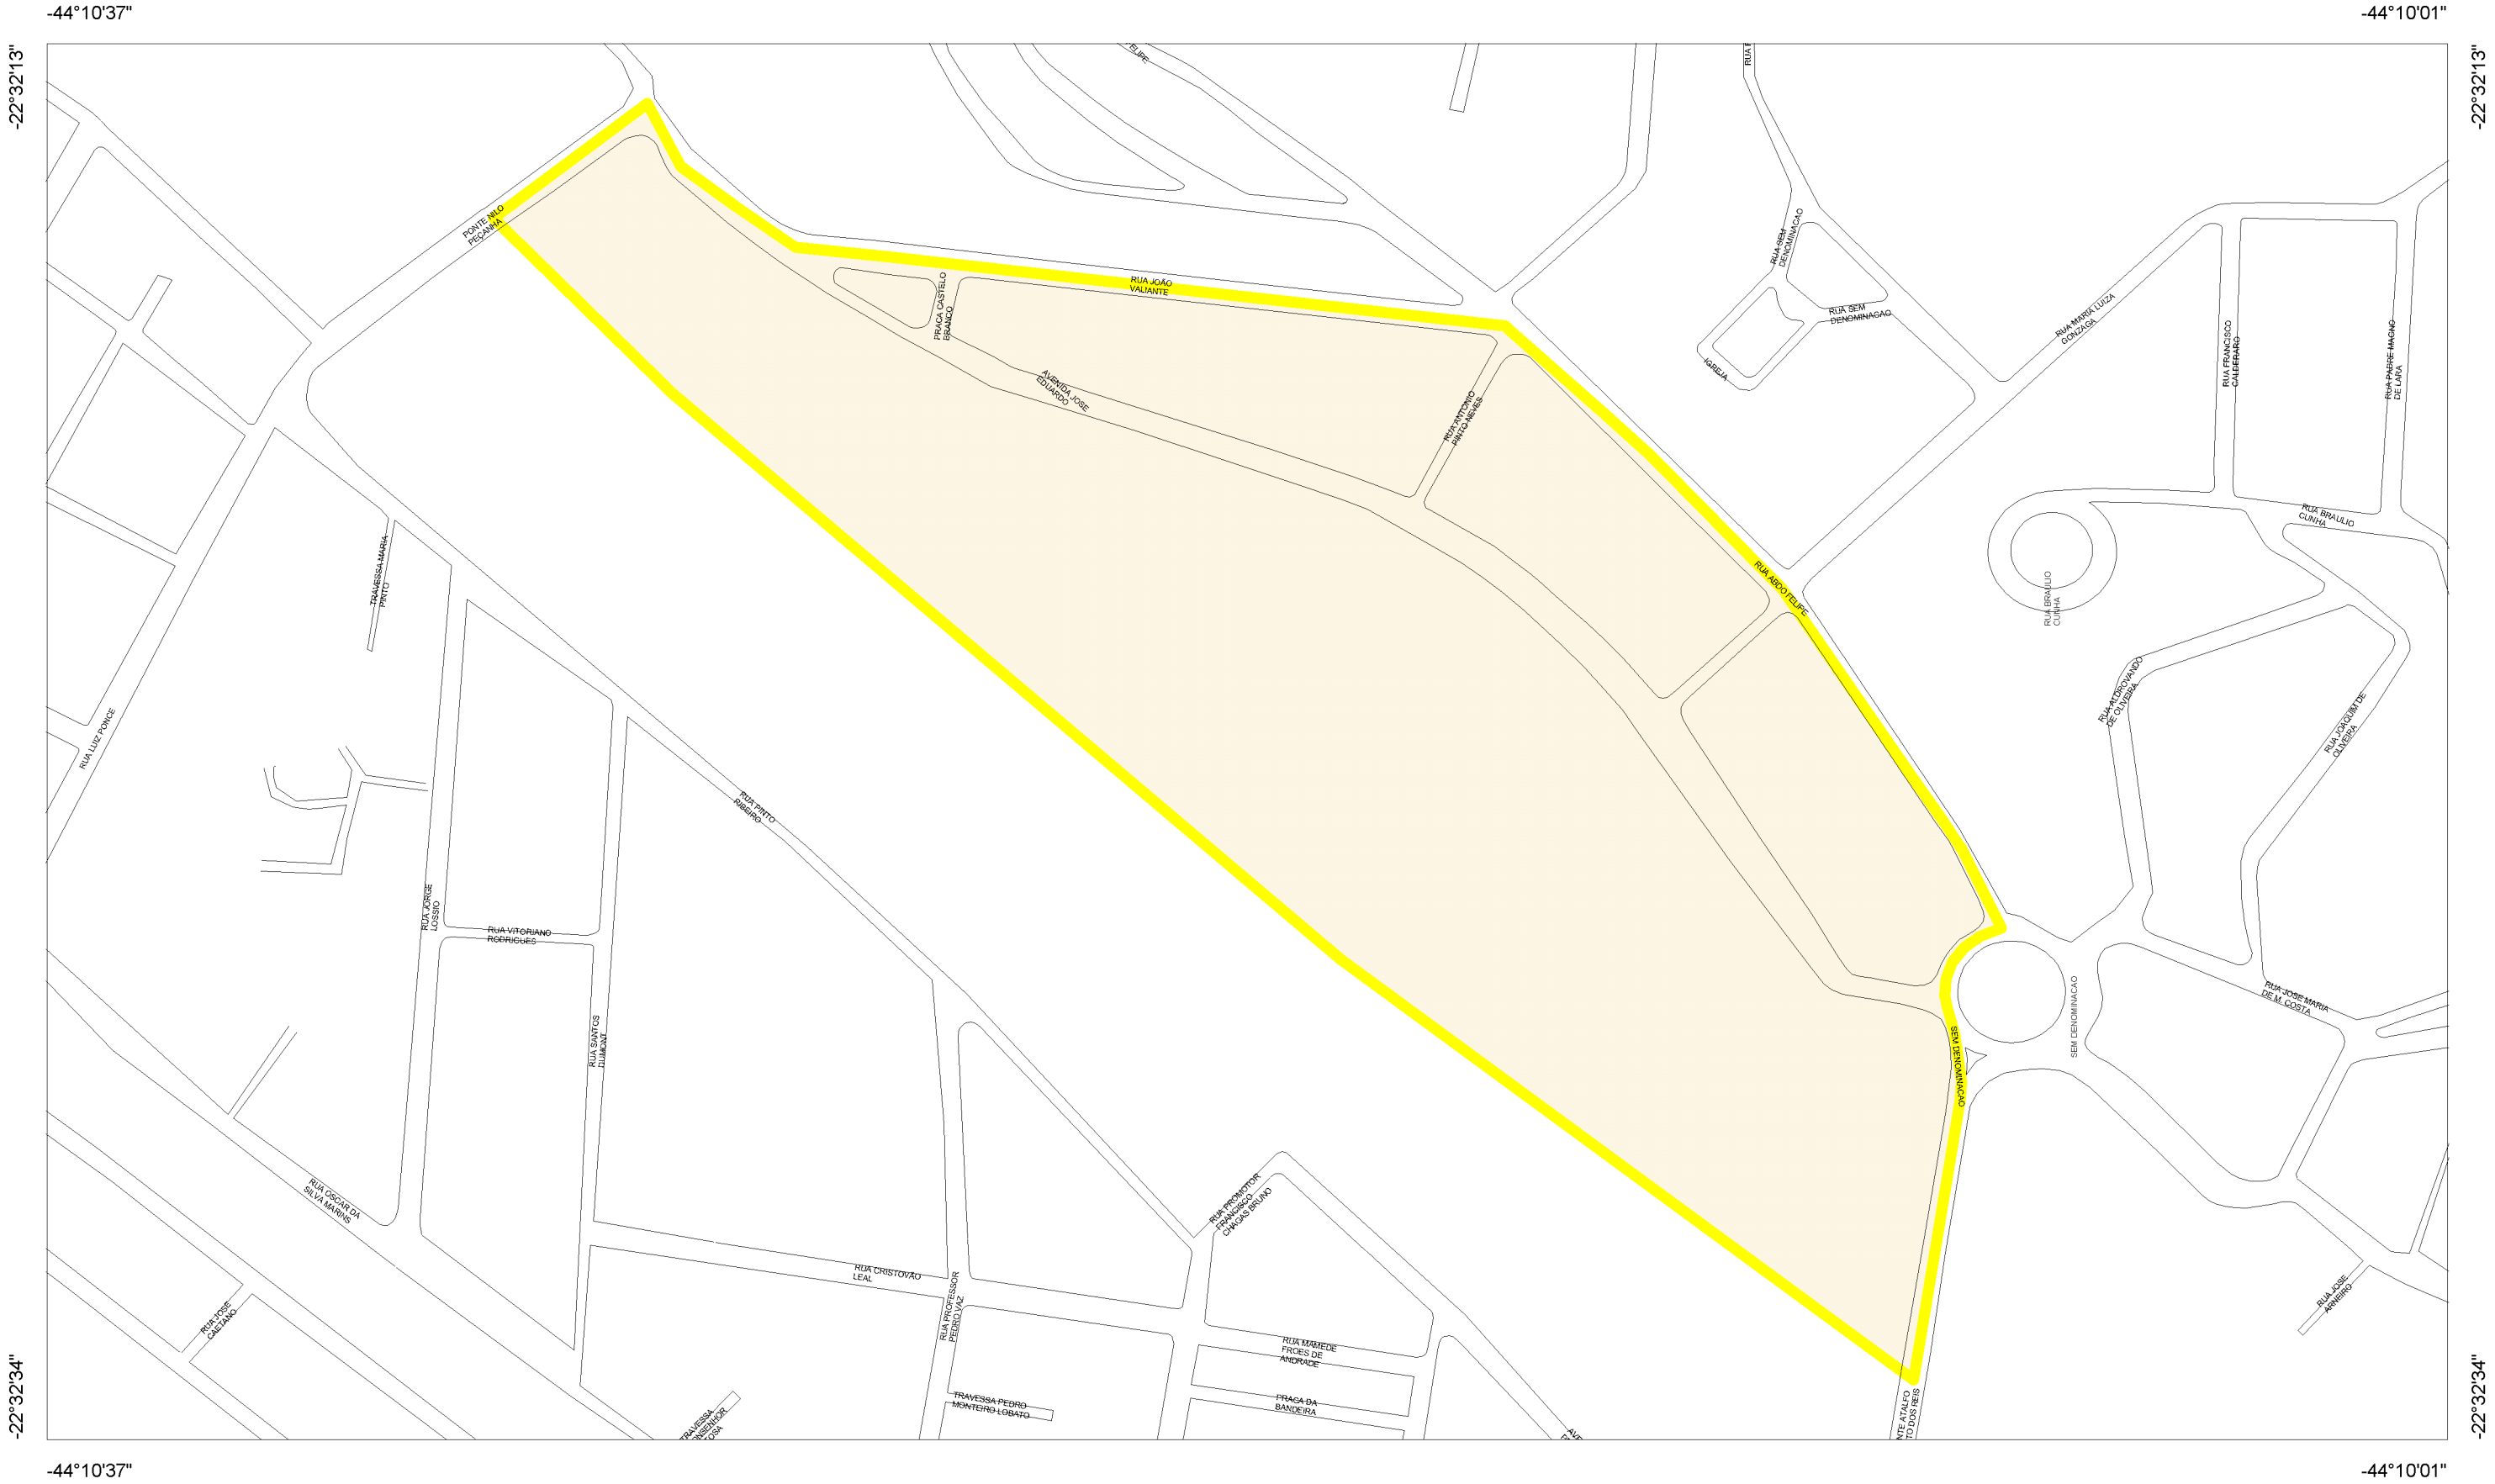 -44°10'37"
-44°10'01"
-22°32'13"
-22°32'13"
RUA SEM
DENOMINACAO
PONTE NILO
PEÇANHA
RUA JOÃO
VALIANTE
PRAÇA CASTELO
BRANCO
RUA SEM
DENOMINACAO
RUA MARIA LUIZA
GONZAGA
RUA FRANCISCO
CALDERARO
RUA PADRE MAGNO
DE LARA
IGREJA
AVENIDA JOSE
EDUARDO
RUA ANTONIO
PINTO NEVES
RUA BRAULIO
CUNHA
TRAVESSA MARIA
PINTO
RUA ABDO FELIPE
RUA BRAULIO
CUNHA
RUA ALDROVANDO
DE OLIVEIRA
RUA JOAQUIM DE
OLIVEIRA
RUA LUIZ PONCE
RUA PINTO
RIBEIRO
RUA JORGE
LOSSIO
RUA VITORIANO
RODRIGUES
RUA JOSE MARIA
DE M. COSTA
SEM DENOMINACAO
SEM DENOMINACAO
RUA SANTOS
DUMONT
RUA OSCAR DA
SILVA MARINS
RUA PROMOTOR
FRANCISCO
CHAGAS BRUNO
RUA CRISTOVÃO
LEAL
RUA JOSE
CAETANO
RUA PROFESSOR
PEDRO VAZ
RUA JOSE
ARNEIRO
RUA MAMEDE
FROES DE
ANDRADE
TRAVESSA PEDRO
MONTEIRO LOBATO
PRACA DA
BANDEIRA
TRAVESSA
NTE ATALFO
TO DOS REIS
-22°32'34"
-22°32'34"
-44°10'37"
-44°10'01"